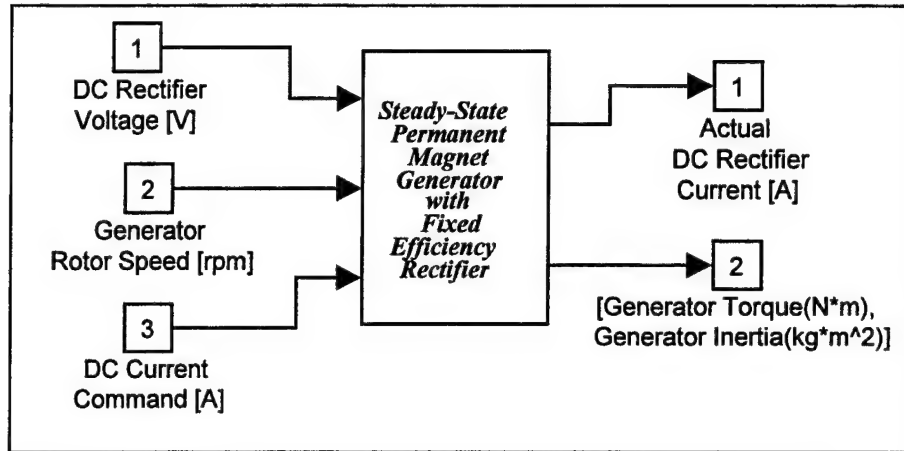 1
DC Rectifier
Voltage [V]
2
Generator
Rotor Speed [rpm]
3
DC Current
Command [A]
Steady-State
Permanent
Magnet
Generator
with
Fixed
Efficiency
Rectifier
1
Actual
DC Rectifier
Current [A]
2
[Generator Torque(N*m),
Generator Inertia(kg*m^2)]